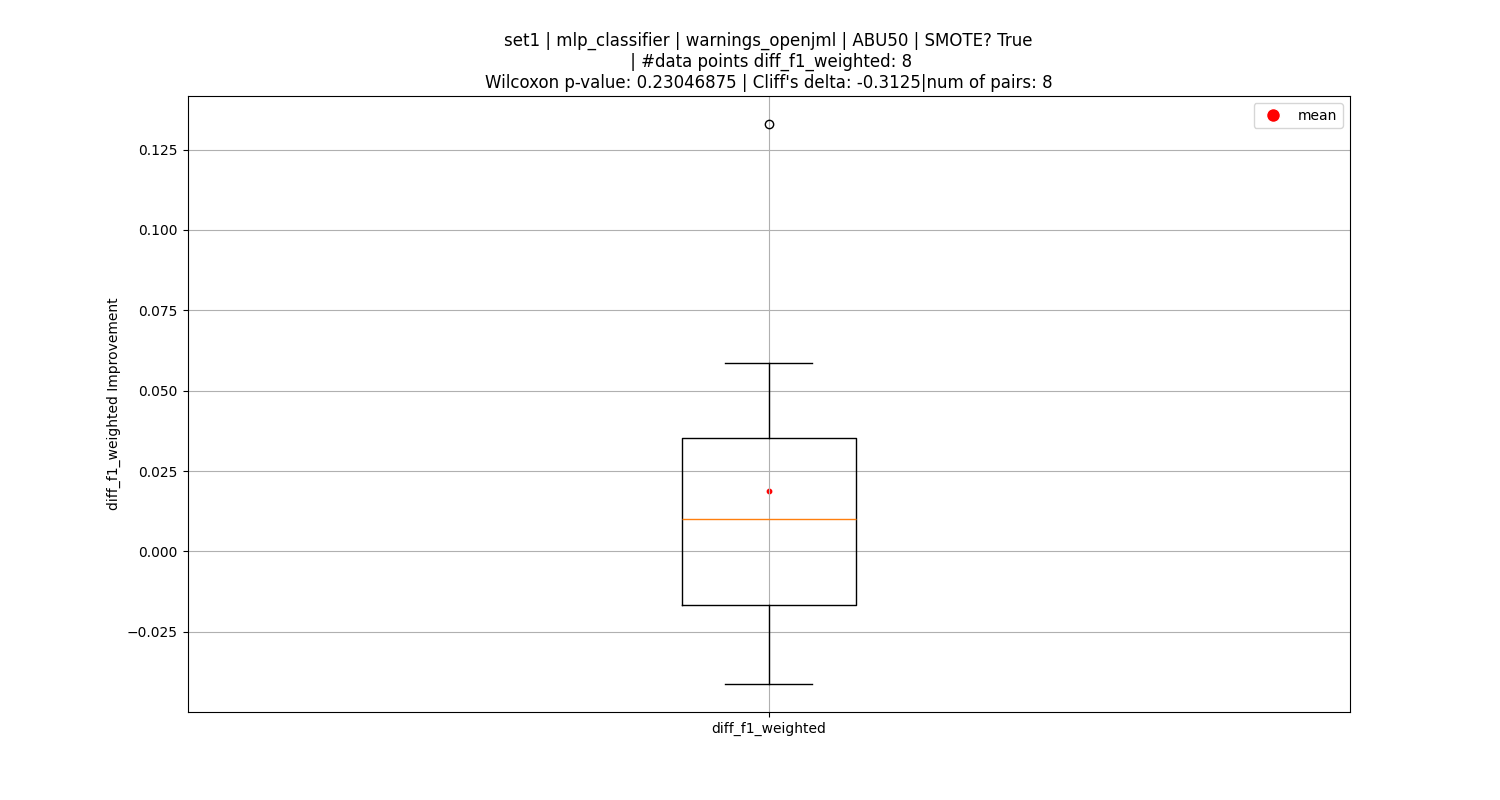 set1 | mlp_classifier | warnings_openjml | ABU50 | SMOTE? True
| #data points diff_f1_weighted: 8
Wilcoxon p-value: 0.23046875 | Cliff's delta: -0.3125|num of pairs: 8
mean
0.125
0.100
0.075
0.050
0.025
0.000
−0.025
diff_f1_weighted Improvement
diff_f1_weighted